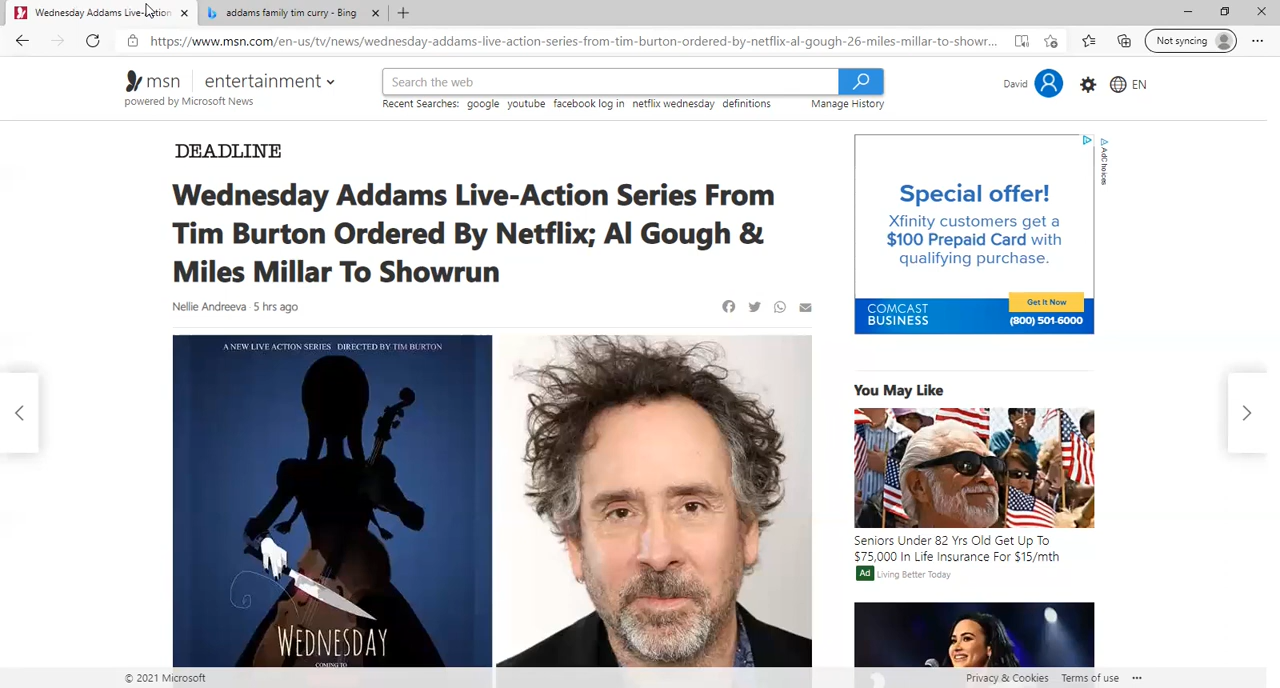 Wednesday Addams Live-Action
addams family tim curry - Bing
https://www.msn.com/en-us/tv/news/wednesday-addams-live-action-series-from-tim-burton-ordered-by-netflix-al-gough-26-miles-millar-to-showr...
Not syncing
msn
entertainment
powered by Microsoft News
Search the web
Recent Searches: google youtube facebook log in netflix wednesday definitions
Manage History
David
EN
DEADLINE
Wednesday Addams Live-Action Series From
Tim Burton Ordered By Netflix; Al Gough &
Miles Millar To Showrun
Nellie Andreeva · 5 hrs ago
A NEW LIVE ACTION SERIES DIRECTED BY TIM BURTON
WEDNESDAY
COMING TO
AdChoices
Special offer!
Xfinity customers get a
$100 Prepaid Card with
qualifying purchase.
COMCAST
BUSINESS
Get It Now
(800) 501-6000
You May Like
Seniors Under 82 Yrs Old Get Up To
$75,000 In Life Insurance For $15/mth
Ad Living Better Today
© 2021 Microsoft
Privacy & Cookies
Terms of use